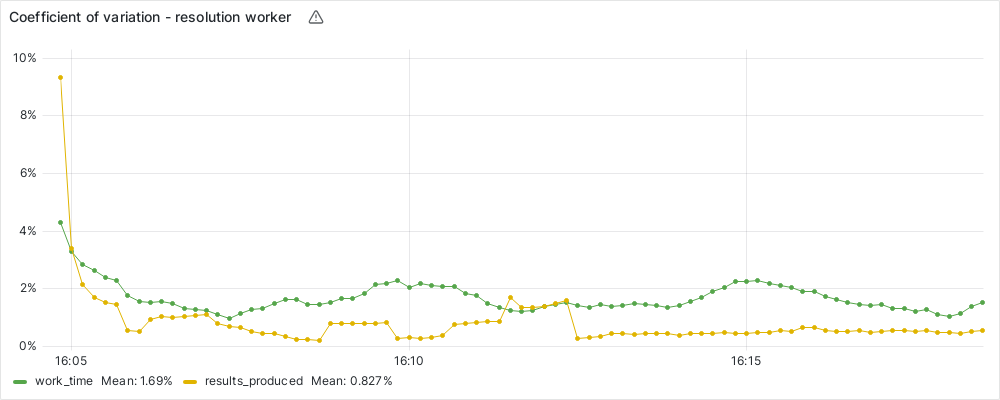 Coefficient of variation - resolution worker
10%
8%
6%
4%
2%
0%
16:05 16:10 16:15
work_time Mean: 1.69% results_produced Mean: 0.827%